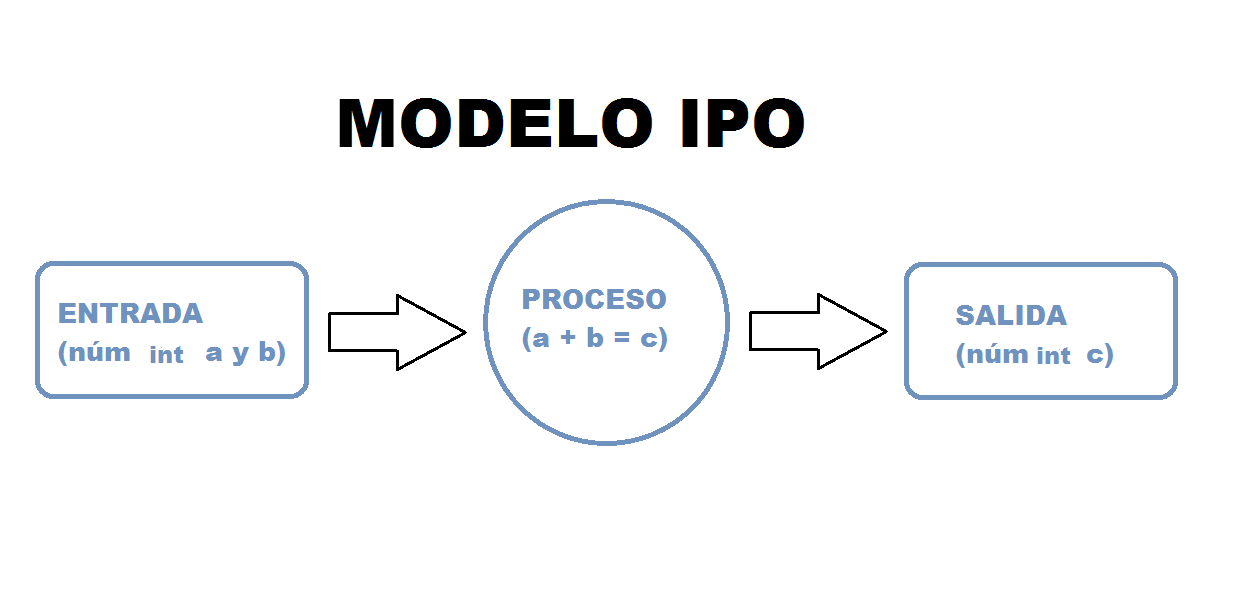 MODELO IPO
ENTRADA
(núm int a y b)
PROCESO
(a + b = c)
SALIDA
(núm int c)